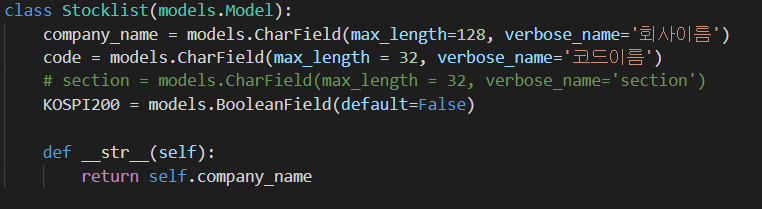 class Stocklist(models.Model):
    company_name = models.CharField(max_length=128, verbose_name='회사이름')
    code = models.CharField(max_length = 32, verbose_name='코드이름')
    # section = models.CharField(max_length = 32, verbose_name='section')
    KOSPI200 = models.BooleanField(default=False)
    def __str__(self):
        return self.company_name